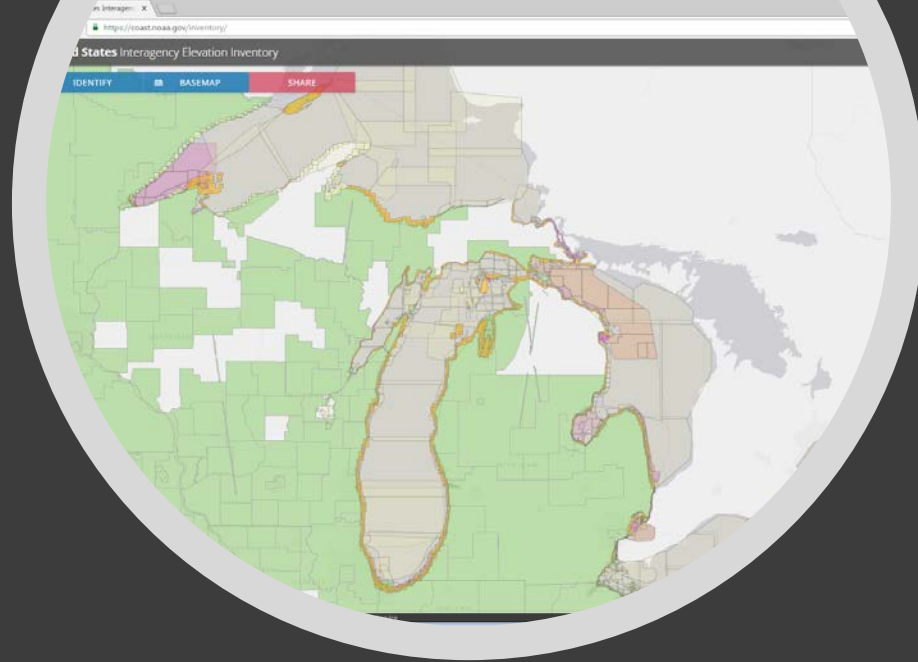 https://coast.noaa.gov/inventory/
States Interagency Elevation Inventory
IDENTIFY
BASEMAP
SHARE